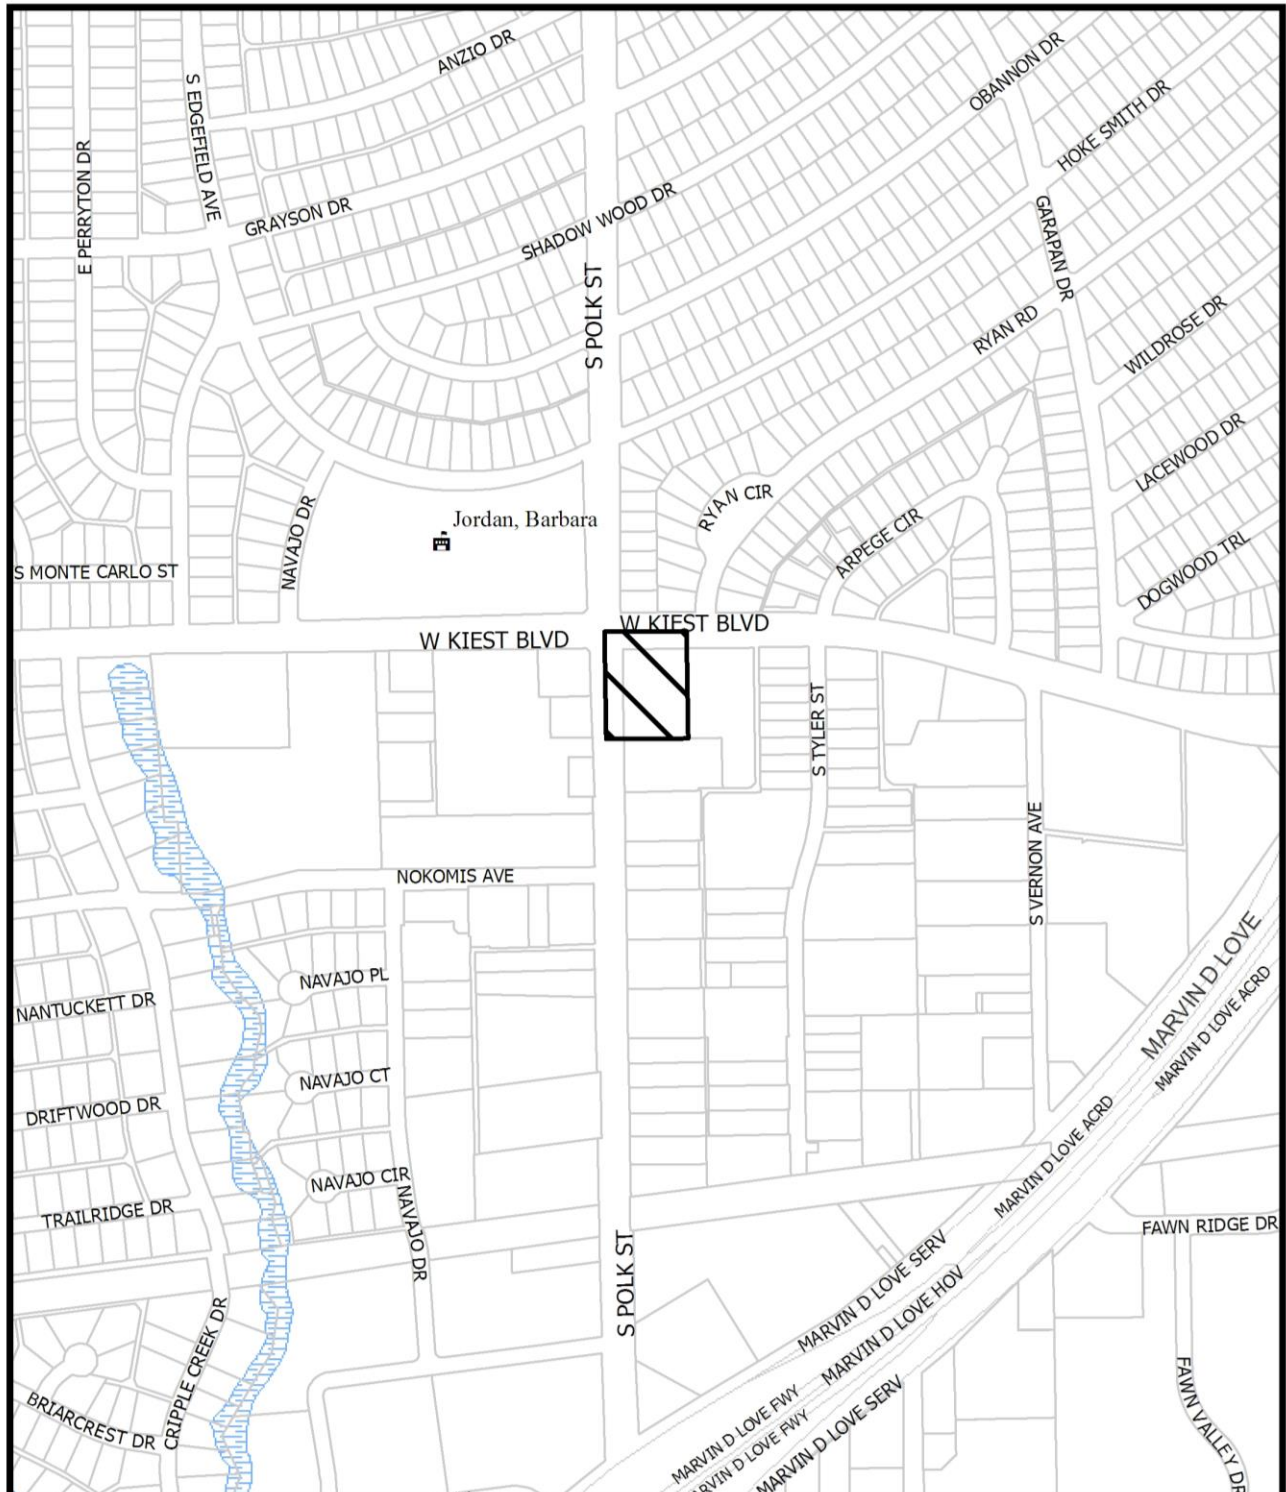 ANZIO DR
OBANNON DR
S EDGEFIELD AVE
HOKE SMITH DR
E PERRYTON DR
GRAYSON DR
SHADOW WOOD DR
GARAPAN DR
S POLK ST
RYAN RD
WILDROSE DR
LACEWOOD DR
RYAN CIR
NAVAJO DR
Jordan, Barbara
ARPEGE CIR
S MONTE CARLO ST
DOGWOOD TRL
W KIEST BLVD
W KIEST BLVD
S TYLER ST
S VERNON AVE
NOKOMIS AVE
MARVIN D LOVE
NAVAJO PL
NANTUCKETT DR
MARVIN D LOVE ACRD
NAVAJO CT
DRIFTWOOD DR
MARVIN D LOVE ACRD
NAVAJO CIR
TRAILRIDGE DR
NAVAJO DR
FAWN RIDGE DR
S POLK ST
MARVIN D LOVE SERV
MARVIN D LOVE HOV
CRIPPLE CREEK DR
BRIARCREST DR
MARVIN D LOVE FWY
ARVIN D LOVE FWY
MARVIN D LOVE SERV
FAWN VALLEY DR